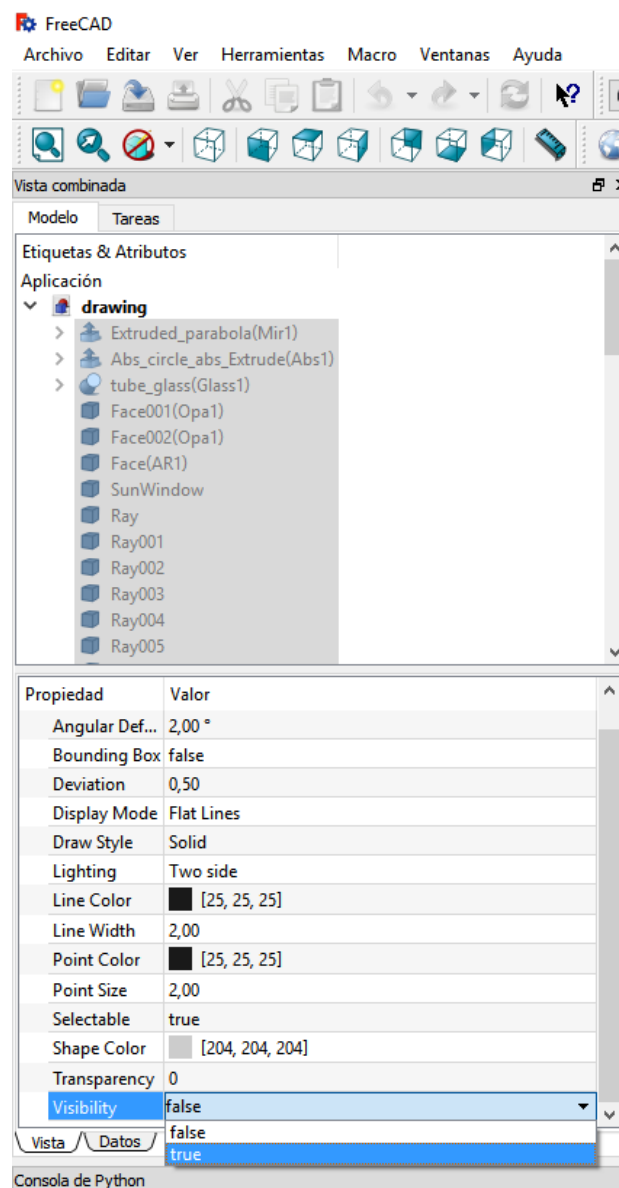 FreeCAD
Archivo Editar Ver Herramientas Macro Ventanas Ayuda
Vista combinada
Modelo Tareas
Etiquetas & Atributos
Aplicación
drawing
Extruded_parabola(Mir1)
Abs_circle_abs_Extrude(Abs1)
tube_glass(Glass1)
Face001(Opa1)
Face002(Opa1)
Face(AR1)
SunWindow
Ray
Ray001
Ray002
Ray003
Ray004
Ray005
Propiedad Valor
Angular Def... 2,00 °
Bounding Box false
Deviation 0,50
Display Mode Flat Lines
Draw Style Solid
Lighting Two side
Line Color [25, 25, 25]
Line Width 2,00
Point Color [25, 25, 25]
Point Size 2,00
Selectable true
Shape Color [204, 204, 204]
Transparency 0
Visibility false
false
Vista Datos true
Consola de Python